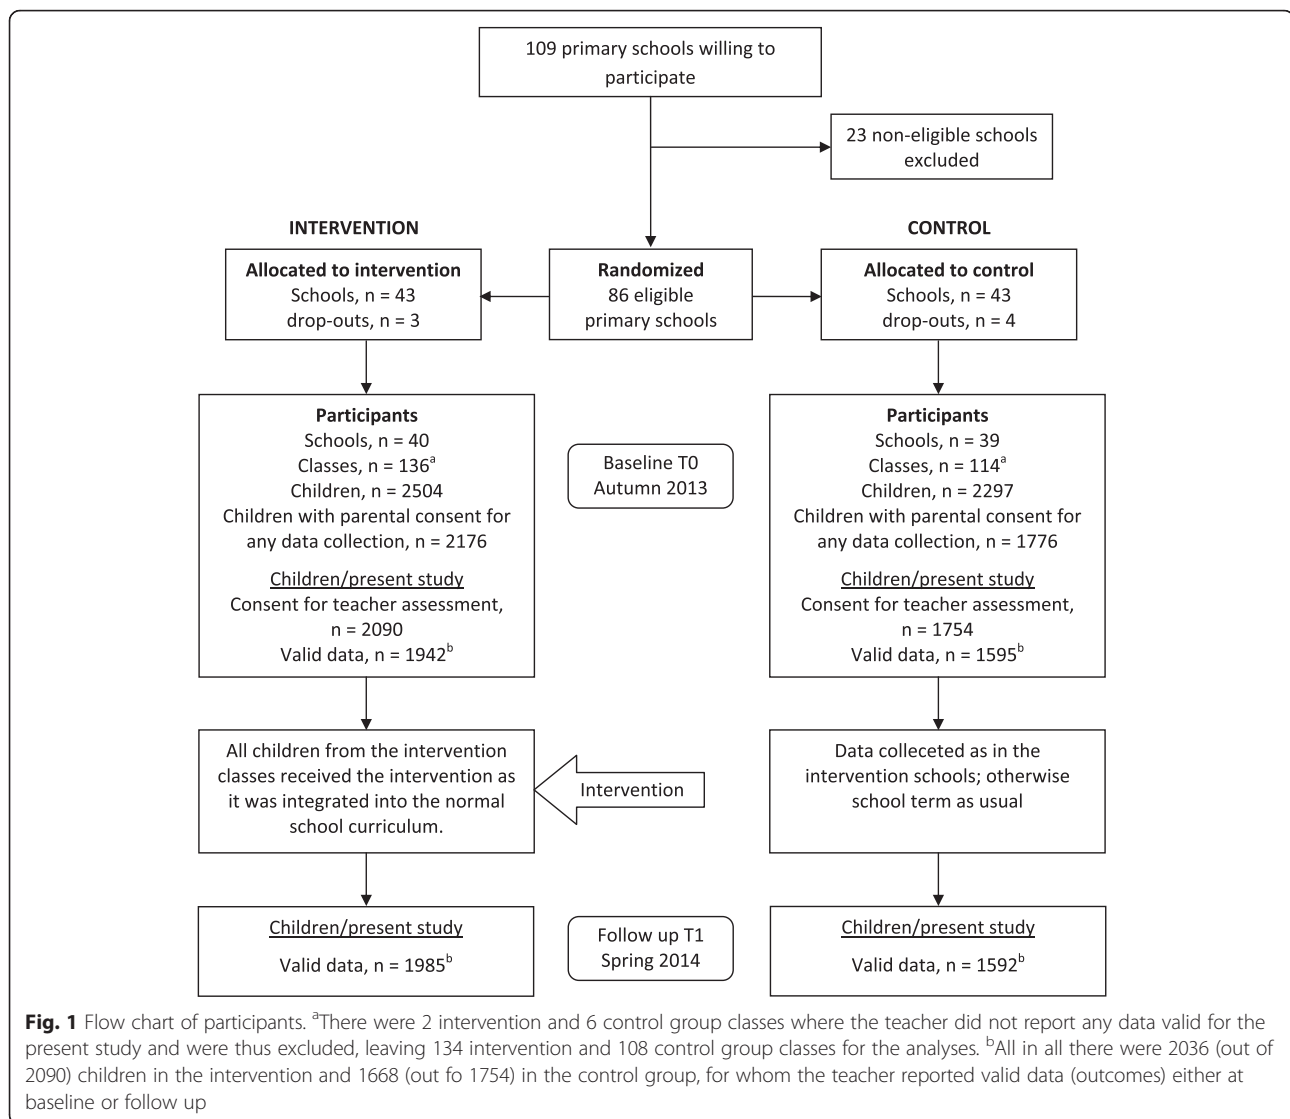 109 primary schools willing to
participate
23 non-eligible schools
excluded
INTERVENTION
CONTROL
Allocated to intervention
Schools, n = 43
drop-outs, n = 3
Randomized
86 eligible
primary schools
Allocated to control
Schools, n = 43
drop-outs, n = 4
Participants
Schools, n = 40
Classes, n = 136ᵃ
Children, n = 2504
Children with parental consent for
any data collection, n = 2176
Children/present study
Consent for teacher assessment,
n = 2090
Valid data, n = 1942ᵇ
Baseline T0
Autumn 2013
Participants
Schools, n = 39
Classes, n = 114ᵃ
Children, n = 2297
Children with parental consent for
any data collection, n = 1776
Children/present study
Consent for teacher assessment,
n = 1754
Valid data, n = 1595ᵇ
All children from the intervention
classes received the intervention as
it was integrated into the normal
school curriculum.
Intervention
Data colleceted as in the
intervention schools; otherwise
school term as usual
Children/present study
Valid data, n = 1985ᵇ
Follow up T1
Spring 2014
Children/present study
Valid data, n = 1592ᵇ
Fig. 1 Flow chart of participants. ᵃThere were 2 intervention and 6 control group classes where the teacher did not report any data valid for the
present study and were thus excluded, leaving 134 intervention and 108 control group classes for the analyses. ᵇAll in all there were 2036 (out of
2090) children in the intervention and 1668 (out fo 1754) in the control group, for whom the teacher reported valid data (outcomes) either at
baseline or follow up